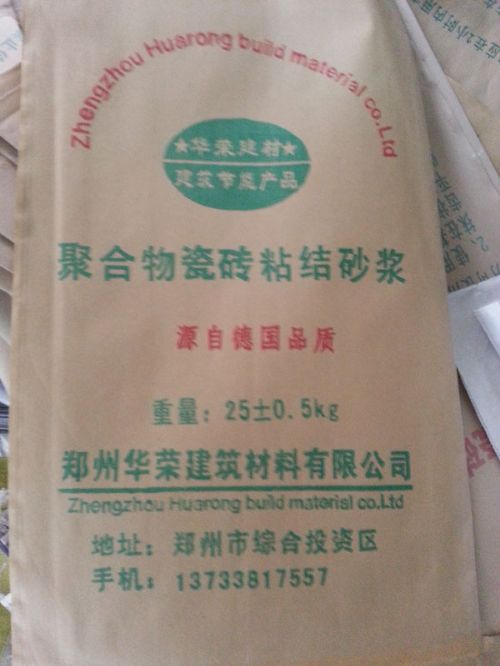 Zhengzhou Huarong build material co.Ltd
★华荣建材★
建筑节能产品
聚合物瓷砖粘结砂浆
源自德国品质
重量：25±0.5kg
郑州华荣建筑材料有限公司
Zhengzhou Huarong build material co.Ltd
地址：郑州市综合投资区
手机：13733817557